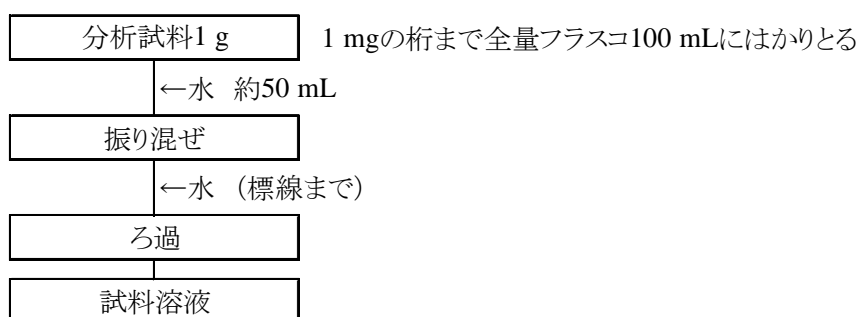 分析試料1 g 1 mgの桁まで全量フラスコ100 mLにはかりとる
←水 約50 mL
振り混ぜ
←水 (標線まで)
ろ過
試料溶液